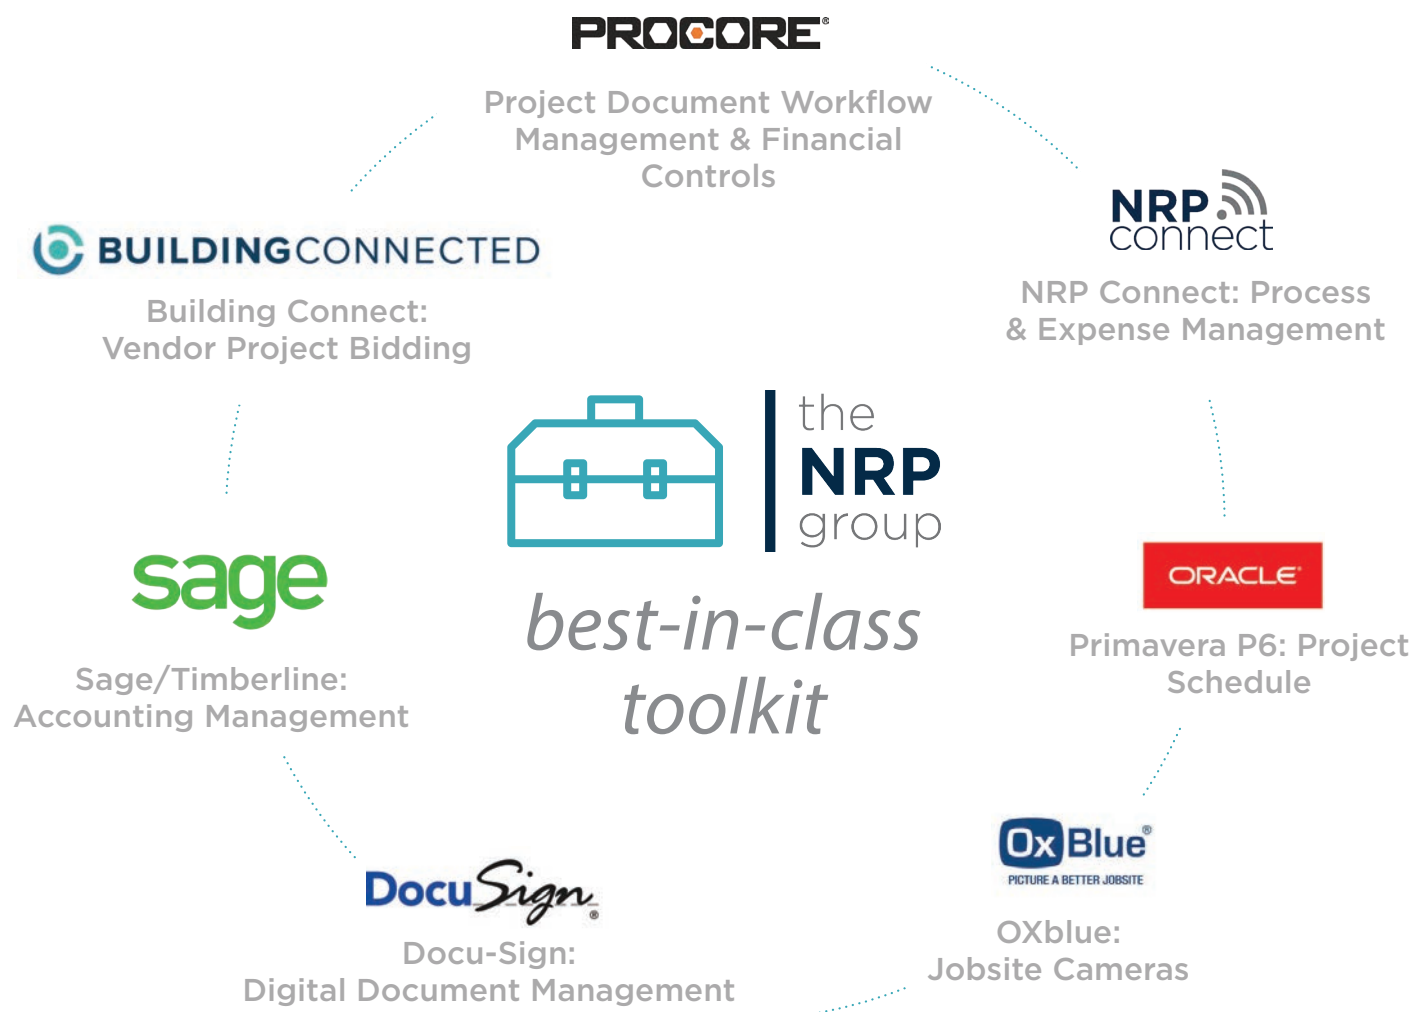 PROCORE®
Project Document Workflow
Management & Financial
Controls
NRP
connect
NRP Connect: Process
& Expense Management
BUILDINGCONNECTED
Building Connect:
Vendor Project Bidding
the
NRP
group
best-in-class
toolkit
sage
Sage/Timberline:
Accounting Management
ORACLE®
Primavera P6: Project
Schedule
OxBlue®
PICTURE A BETTER JOBSITE
OXblue:
Jobsite Cameras
DocuSign®
Docu-Sign:
Digital Document Management